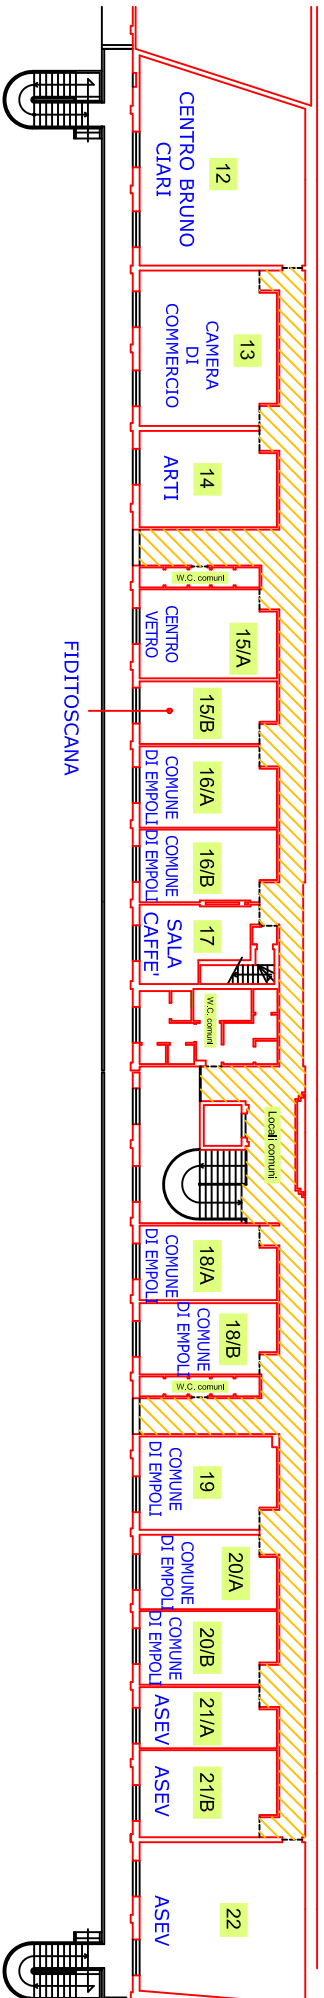 12
CENTRO BRUNO
CIARI
13
CAMERA
DI
COMMERCIO
14
ARTI
W.C. comuni
15/A
CENTRO
VETRO
15/B
FIDITOSCANA
16/A
COMUNE
DI EMPOLI
16/B
COMUNE
DI EMPOLI
17
SALA
CAFFE'
W.C. comuni
Locali comuni
18/A
COMUNE
DI EMPOLI
18/B
COMUNE
DI EMPOLI
W.C. comuni
19
COMUNE
DI EMPOLI
20/A
COMUNE
DI EMPOLI
20/B
COMUNE
DI EMPOLI
21/A
ASEV
21/B
ASEV
22
ASEV